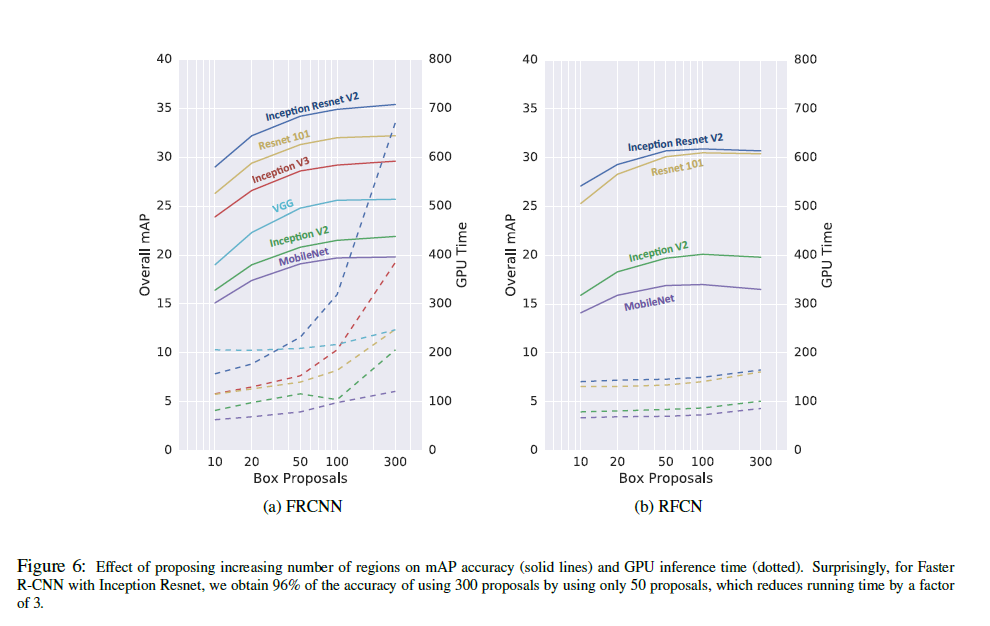 40
35
30
25
20
15
10
5
0
Overall mAP
Inception Resnet V2
Resnet 101
Inception V3
VGG
Inception V2
MobileNet
800
700
600
500
400
300
200
100
0
GPU Time
10 20 50 100 300
Box Proposals
(a) FRCNN
40
35
30
25
20
15
10
5
0
Overall mAP
Inception Resnet V2
Resnet 101
Inception V2
MobileNet
800
700
600
500
400
300
200
100
0
GPU Time
10 20 50 100 300
Box Proposals
(b) RFCN
Figure 6: Effect of proposing increasing number of regions on mAP accuracy (solid lines) and GPU inference time (dotted). Surprisingly, for Faster
R-CNN with Inception Resnet, we obtain 96% of the accuracy of using 300 proposals by using only 50 proposals, which reduces running time by a factor
of 3.